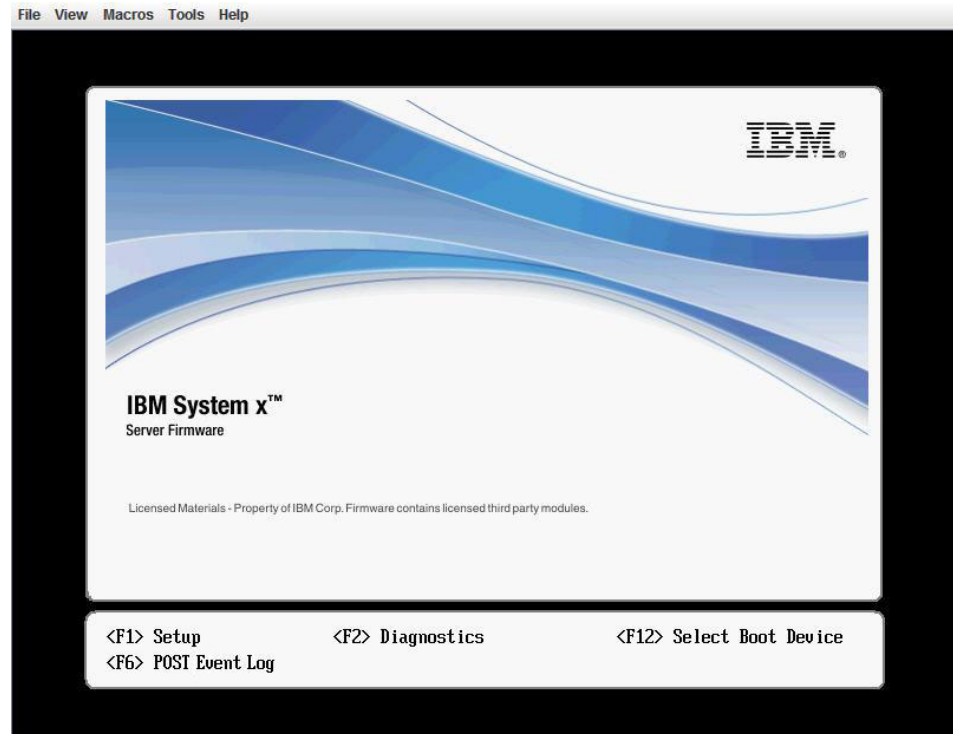 File View Macros Tools Help
IBM®
IBM System x™
Server Firmware
Licensed Materials - Property of IBM Corp. Firmware contains licensed third party modules.
<F1> Setup <F2> Diagnostics <F12> Select Boot Device
<F6> POST Event Log